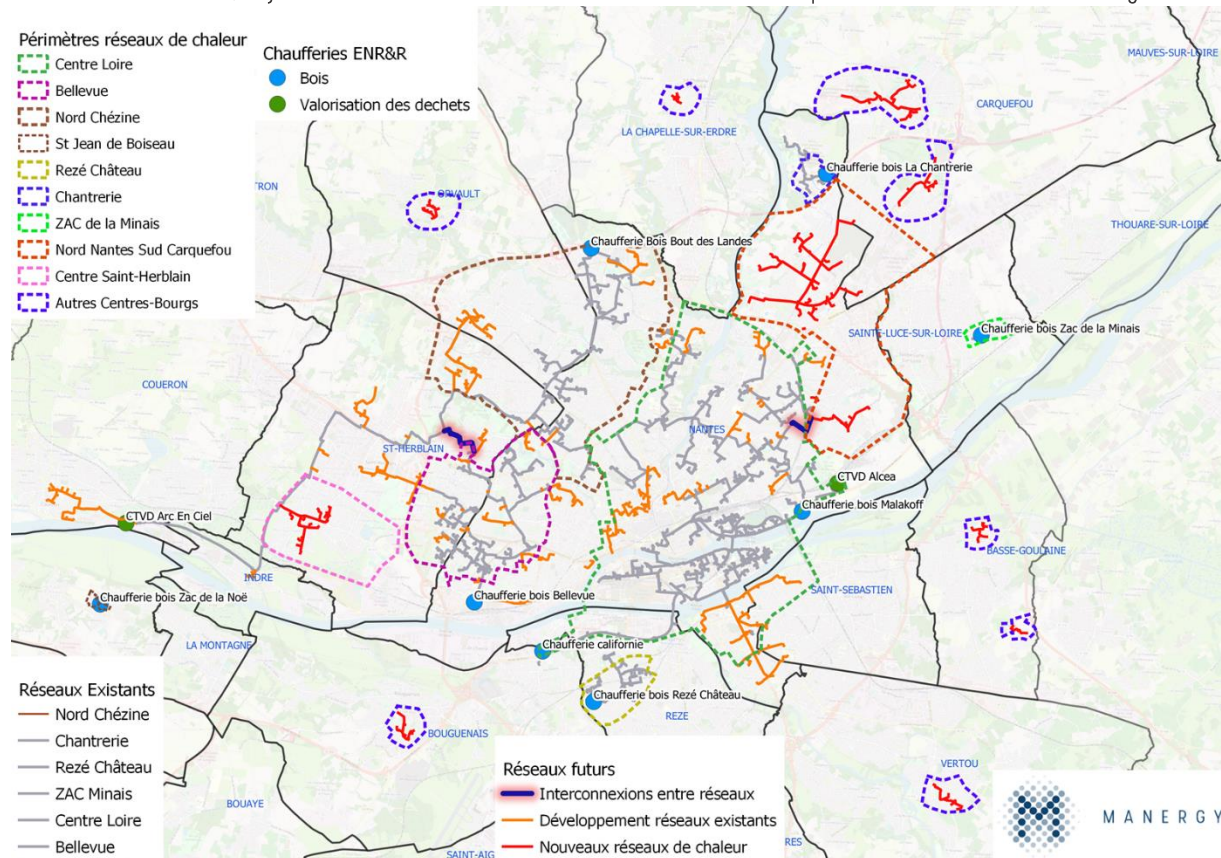 Périmètres réseaux de chaleur
Centre Loire
Bellevue
Nord Chézine
St Jean de Boiseau
Rezé Château
Chantrerie
ZAC de la Minais
Nord Nantes Sud Carquefou
Centre Saint-Herblain
Autres Centres-Bourgs
Chaufferies ENR&R
Bois
Valorisation des dechets
MAUVES-SUR-LOIRE
CARQUEFOU
LA CHAPELLE-SUR-ERDRE
Chaufferie bois La Chantrerie
TRON
ORVAULT
THOUARE-SUR-LOIRE
Chaufferie Bois Bout des Landes
SAINTE-LUCE-SUR-LOIRE
Chaufferie bois Zac de la Minais
COUERON
ST-HERBLAIN
NANTES
CTVD Alcea
Chaufferie bois Malakoff
CTVD Arc En Ciel
BASSE-GOULAINE
INDRE
SAINT-SEBASTIEN
Chaufferie bois Zac de la Noë
Chaufferie bois Bellevue
LA MONTAGNE
Chaufferie californie
Chaufferie bois Rezé Château
REZE
BOUGUENAIS
VERTOU
BOUAYE
SAINT-AIG
RES
Réseaux Existants
Nord Chézine
Chantrerie
Rezé Château
ZAC Minais
Centre Loire
Bellevue
Réseaux futurs
Interconnexions entre réseaux
Développement réseaux existants
Nouveaux réseaux de chaleur
MANERGY